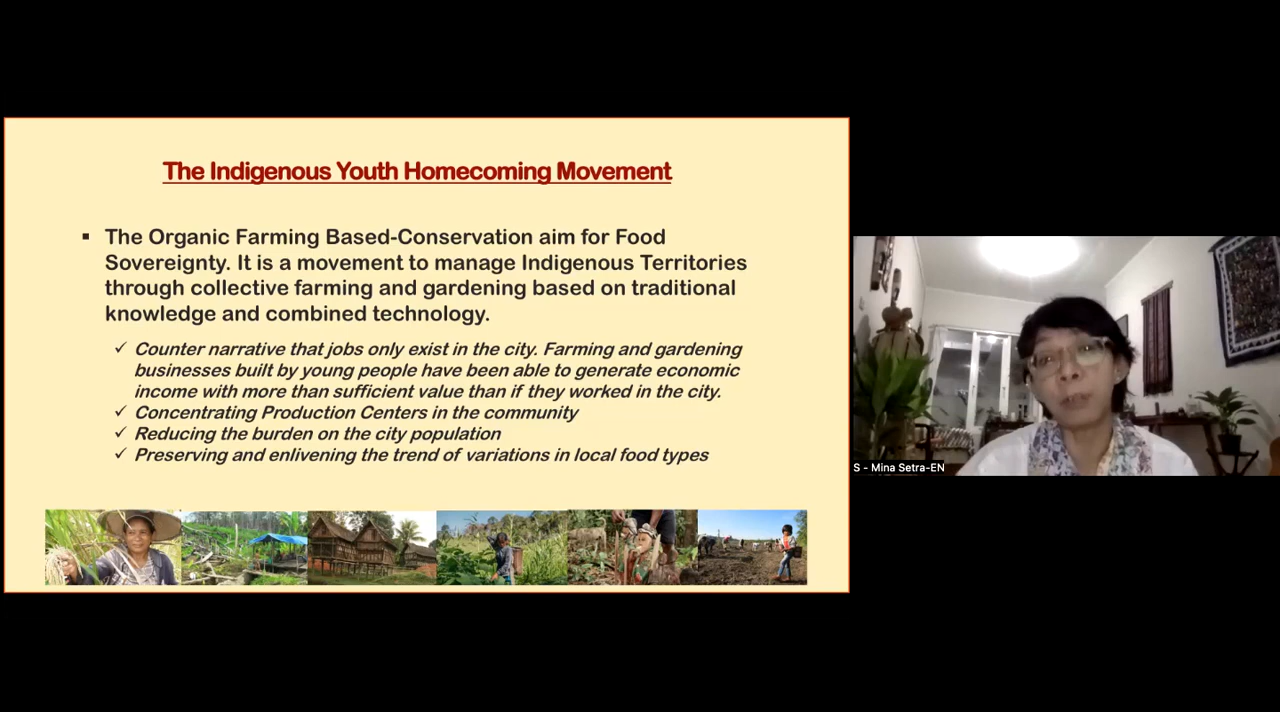 The Indigenous Youth Homecoming Movement
▪ The Organic Farming Based-Conservation aim for Food
Sovereignty. It is a movement to manage Indigenous Territories
through collective farming and gardening based on traditional
knowledge and combined technology.
✓ Counter narrative that jobs only exist in the city. Farming and gardening
businesses built by young people have been able to generate economic
income with more than sufficient value than if they worked in the city.
✓ Concentrating Production Centers in the community
✓ Reducing the burden on the city population
✓ Preserving and enlivening the trend of variations in local food types
S - Mina Setra-EN